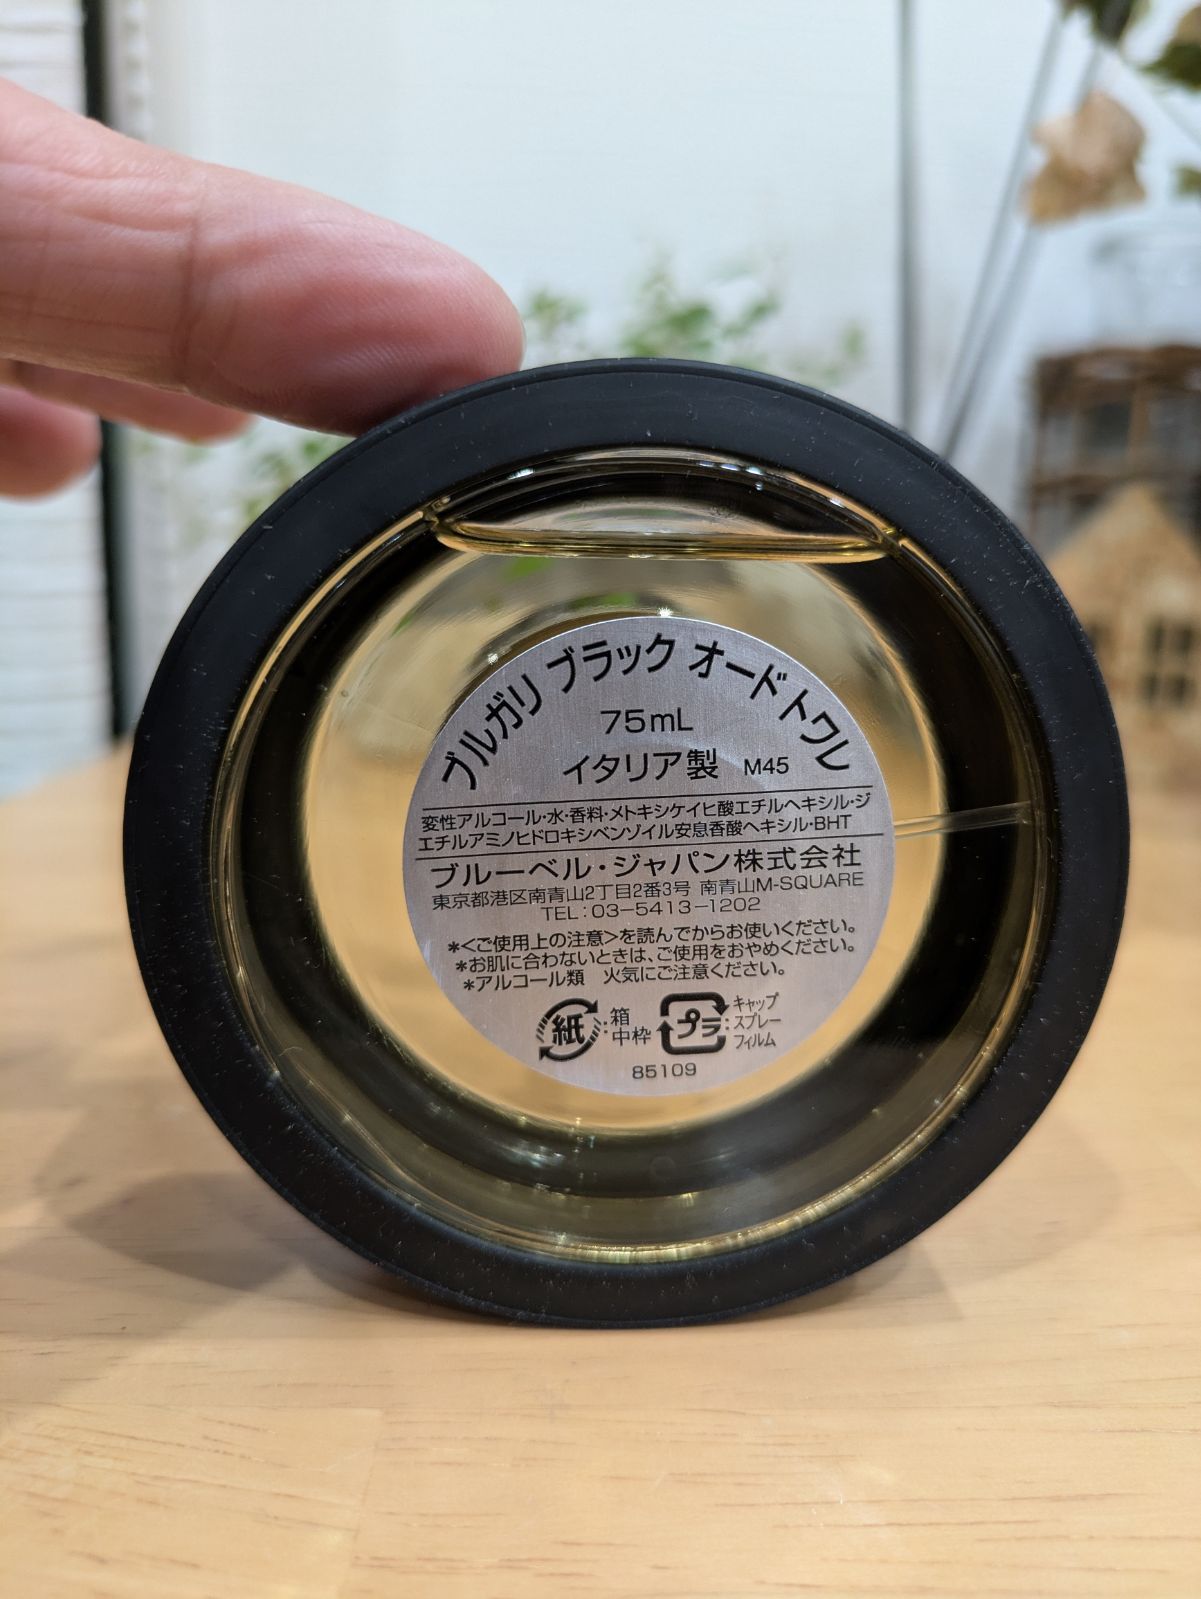 ブルガリ ブラック オードトワレ
75mL
イタリア製 M45
変性アルコール・水・香料・メトキシケイヒ酸エチルヘキシル・ジ
エチルアミノヒドロキシベンゾイル安息香酸ヘキシル・BHT
ブルーベル・ジャパン株式会社
東京都港区南青山2丁目2番3号 南青山M-SQUARE
TEL:03-5413-1202
*<ご使用上の注意>を読んでからお使いください。
*お肌に合わないときは、ご使用をおやめください。
*アルコール類 火気にご注意ください。
紙:箱 中枠 プラ:キャップ スプレー フィルム
85109